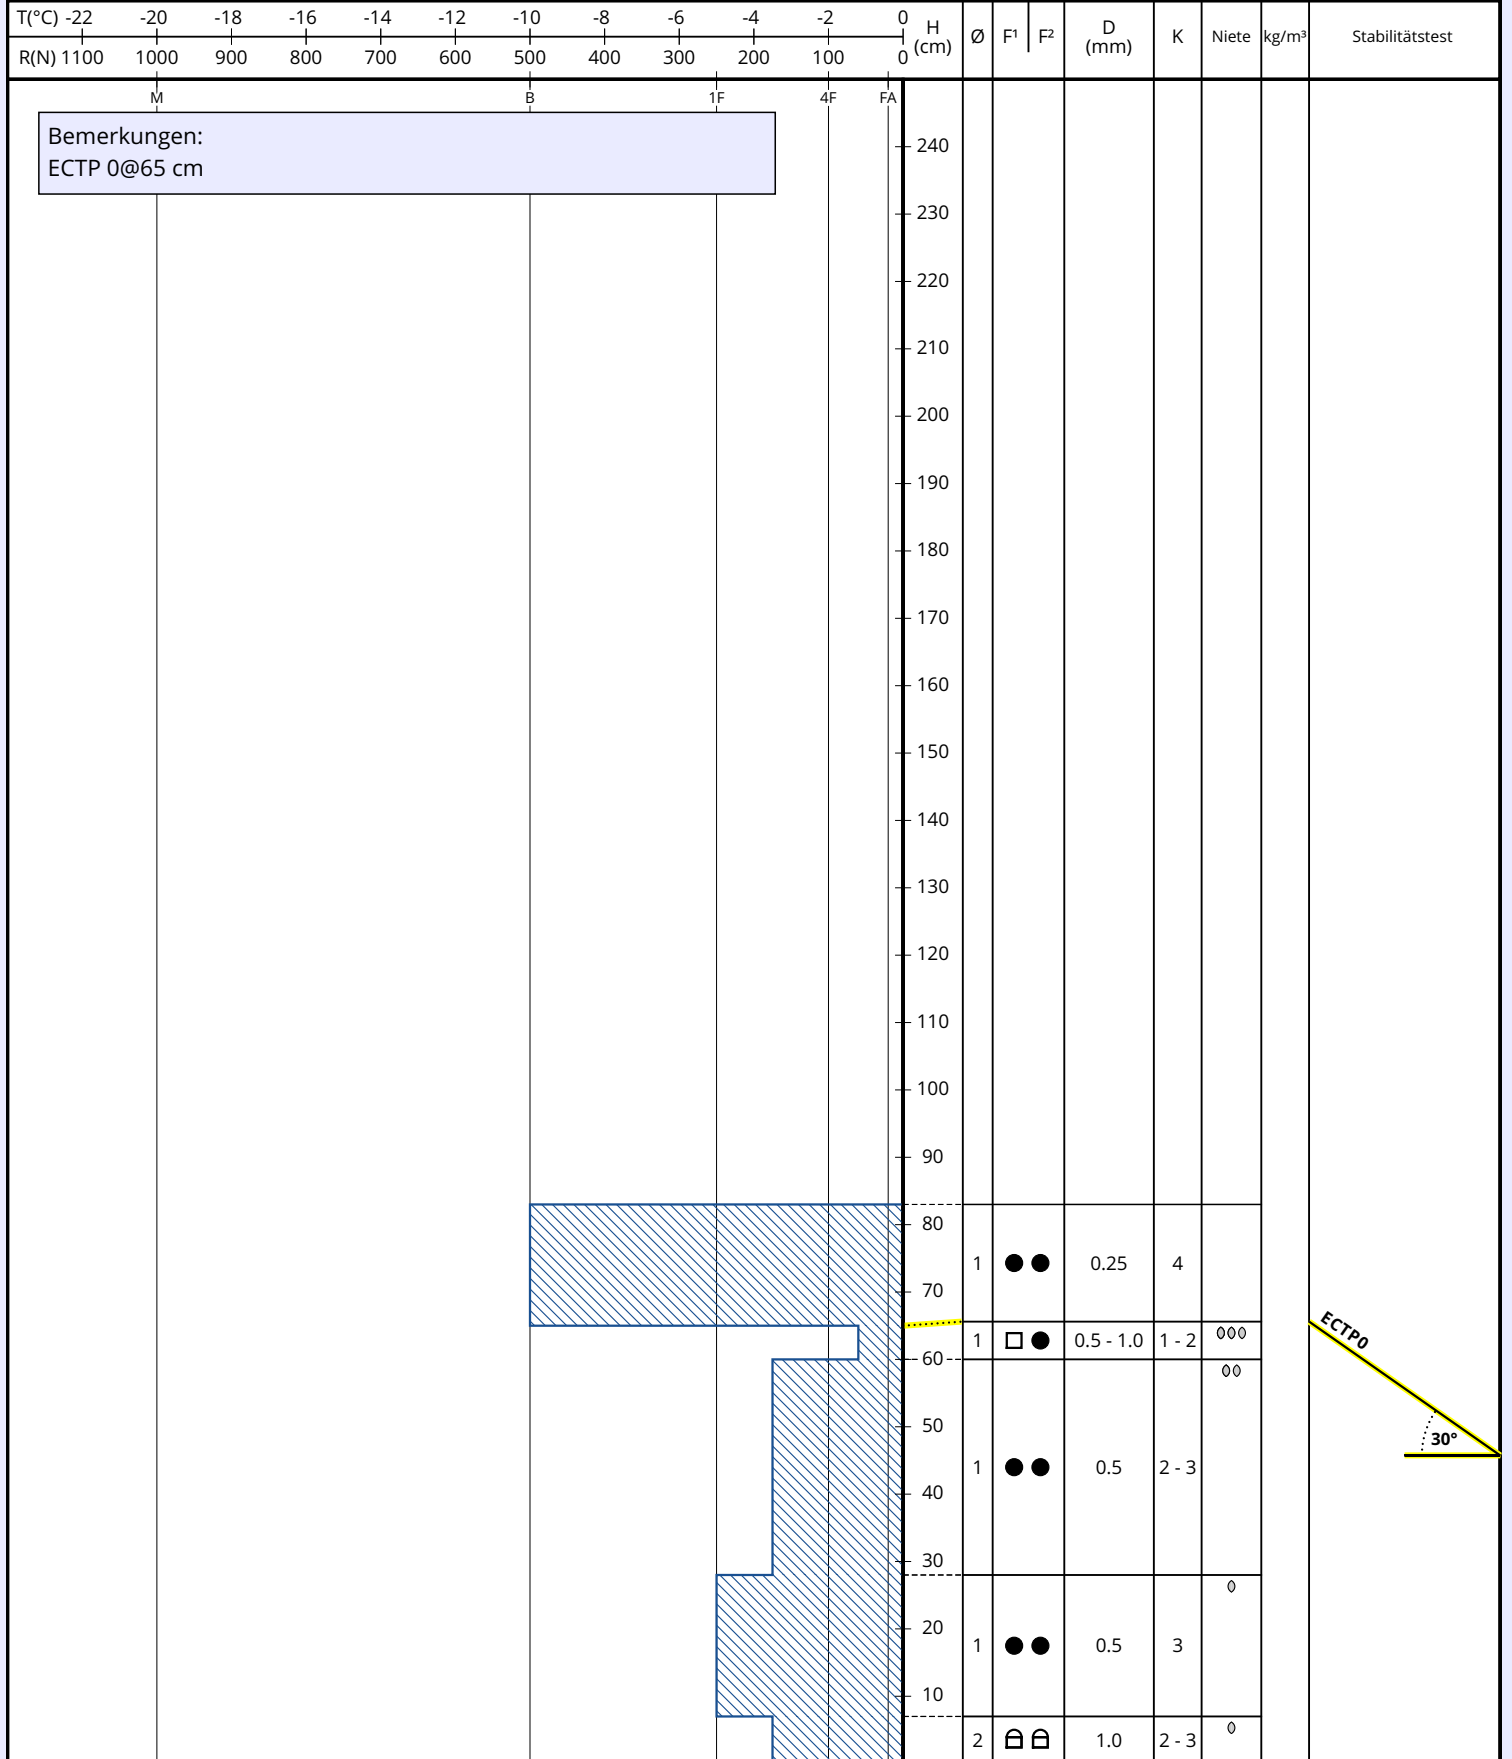 T(°C) -22 -20 -18 -16 -14 -12 -10 -8 -6 -4 -2 0
R(N) 1100 1000 900 800 700 600 500 400 300 200 100 0
H (cm)
Ø
F¹ F²
D (mm)
K
Niete
kg/m³
Stabilitätstest
M B 1F 4F FA
Bemerkungen:
ECTP 0@65 cm
240
230
220
210
200
190
180
170
160
150
140
130
120
110
100
90
80
1 0.25 4
70
ECTP0
1 0.5 - 1.0 1 - 2
60
50
30°
1 0.5 2 - 3
40
30
20
1 0.5 3
10
2 1.0 2 - 3